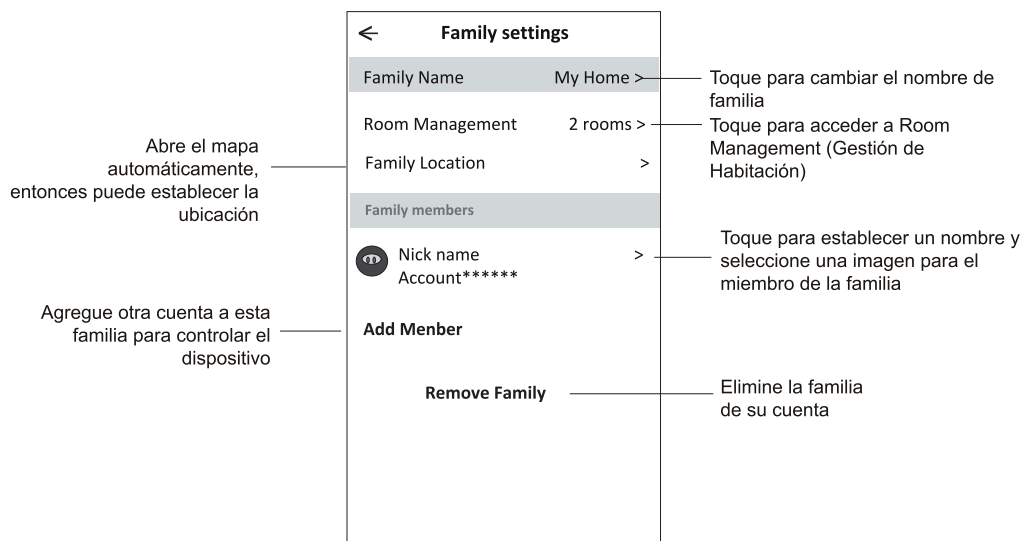 Family settings
Family Name My Home >
Toque para cambiar el nombre de
familia
Room Management 2 rooms >
Toque para acceder a Room
Management (Gestión de
Habitación)
Abre el mapa
automáticamente,
entonces puede establecer la
ubicación
Family Location >
Family members
Nick name >
Account******
Toque para establecer un nombre y
seleccione una imagen para el
miembro de la familia
Agregue otra cuenta a esta
familia para controlar el
dispositivo
Add Menber
Remove Family
Elimine la familia
de su cuenta